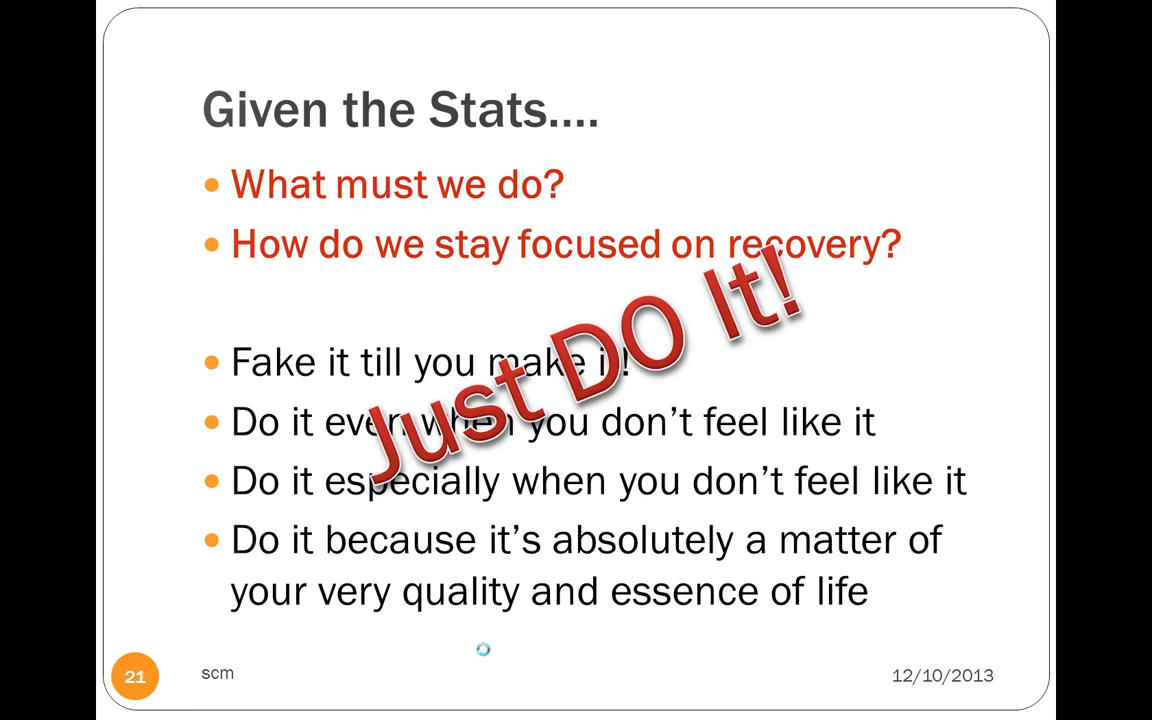 Given the Stats....
What must we do?
How do we stay focused on recovery?
Just DO It!
Fake it till you make it!
Do it even when you don't feel like it
Do it especially when you don't feel like it
Do it because it's absolutely a matter of
your very quality and essence of life
21
scm
12/10/2013